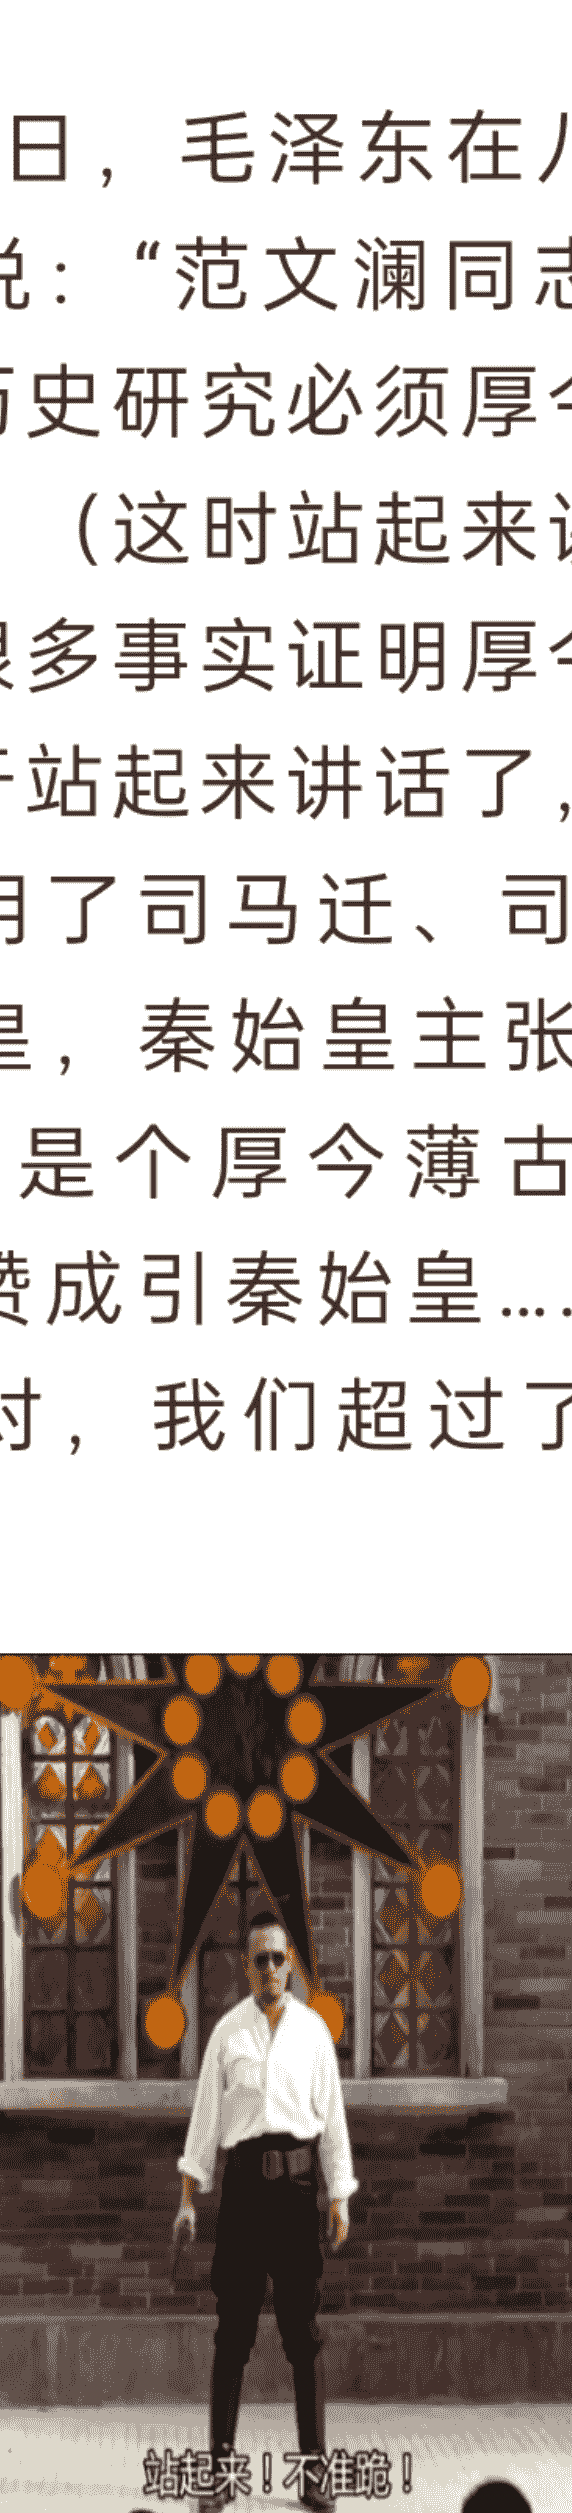 日，毛泽东在
：“范文澜同
史研究必须厚
（这时站起来
多事实证明厚
站起来讲话了，
了司马迁、司
皇，秦始皇主张
是个厚今薄古
赞成引秦始皇…
，我们超过了
站起来！不准跪！